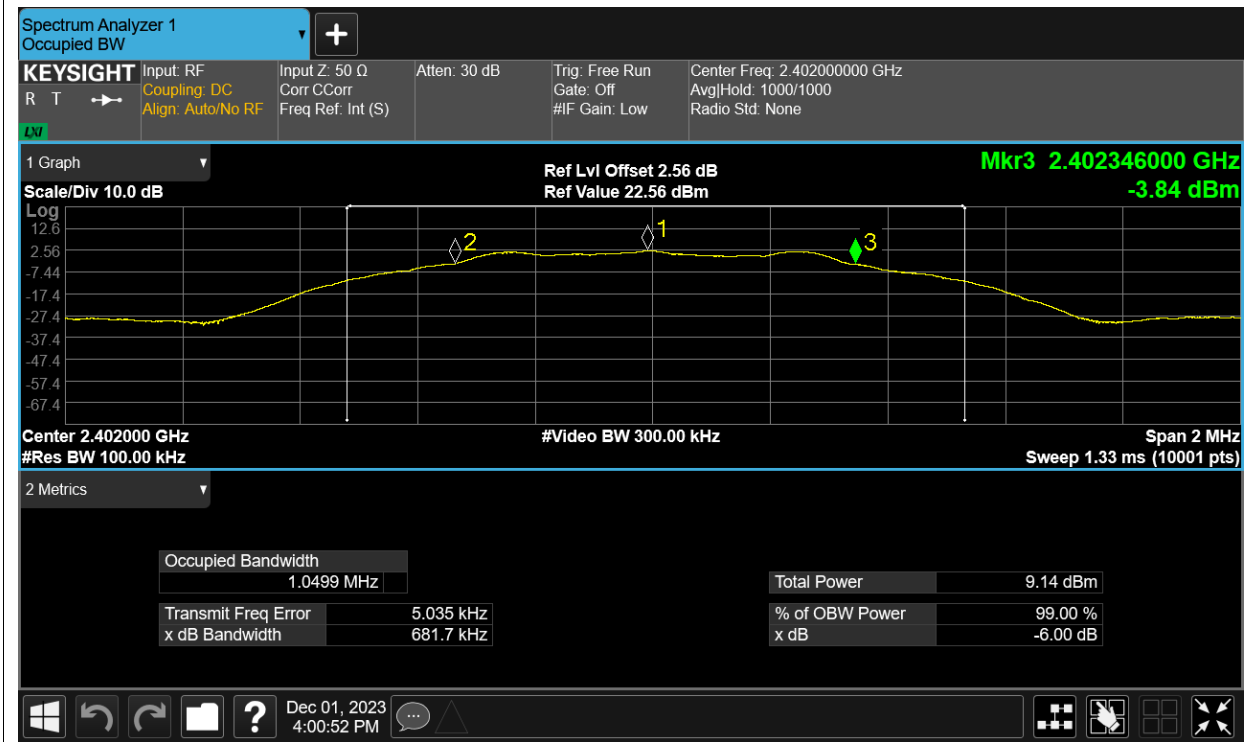 Spectrum Analyzer 1
Occupied BW
KEYSIGHT
R T
LXI
Input: RF
Coupling: DC
Align: Auto/No RF
Input Z: 50 Ω
Corr CCorr
Freq Ref: Int (S)
Atten: 30 dB
Trig: Free Run
Gate: Off
#IF Gain: Low
Center Freq: 2.402000000 GHz
Avg|Hold: 1000/1000
Radio Std: None
1 Graph
Scale/Div 10.0 dB
Ref Lvl Offset 2.56 dB
Ref Value 22.56 dBm
Mkr3 2.402346000 GHz
-3.84 dBm
Log
12.6
2.56
-7.44
-17.4
-27.4
-37.4
-47.4
-57.4
-67.4
2
1
3
Center 2.402000 GHz
#Res BW 100.00 kHz
#Video BW 300.00 kHz
Span 2 MHz
Sweep 1.33 ms (10001 pts)
2 Metrics
Occupied Bandwidth
1.0499 MHz
Transmit Freq Error 5.035 kHz
x dB Bandwidth 681.7 kHz
Total Power 9.14 dBm
% of OBW Power 99.00 %
x dB -6.00 dB
?
Dec 01, 2023
4:00:52 PM